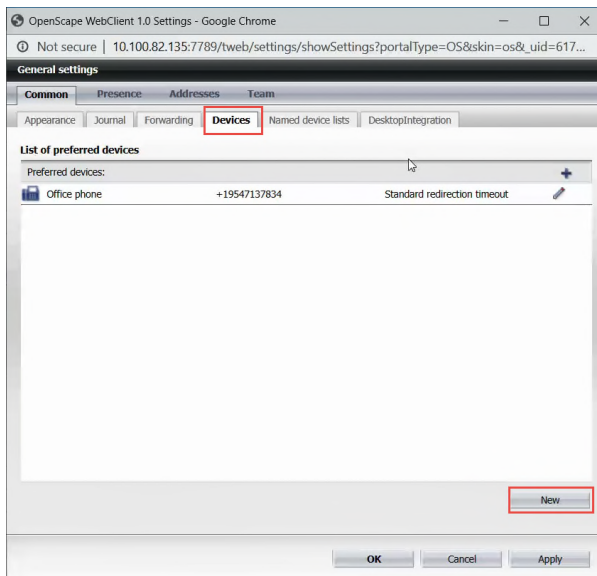 OpenScape WebClient 1.0 Settings - Google Chrome
Not secure | 10.100.82.135:7789/tweb/settings/showSettings?portalType=OS&skin=os&_uid=617...
General settings
Common Presence Addresses Team
Appearance Journal Forwarding Devices Named device lists DesktopIntegration
List of preferred devices
Preferred devices:
Office phone +19547137834 Standard redirection timeout
New
OK Cancel Apply